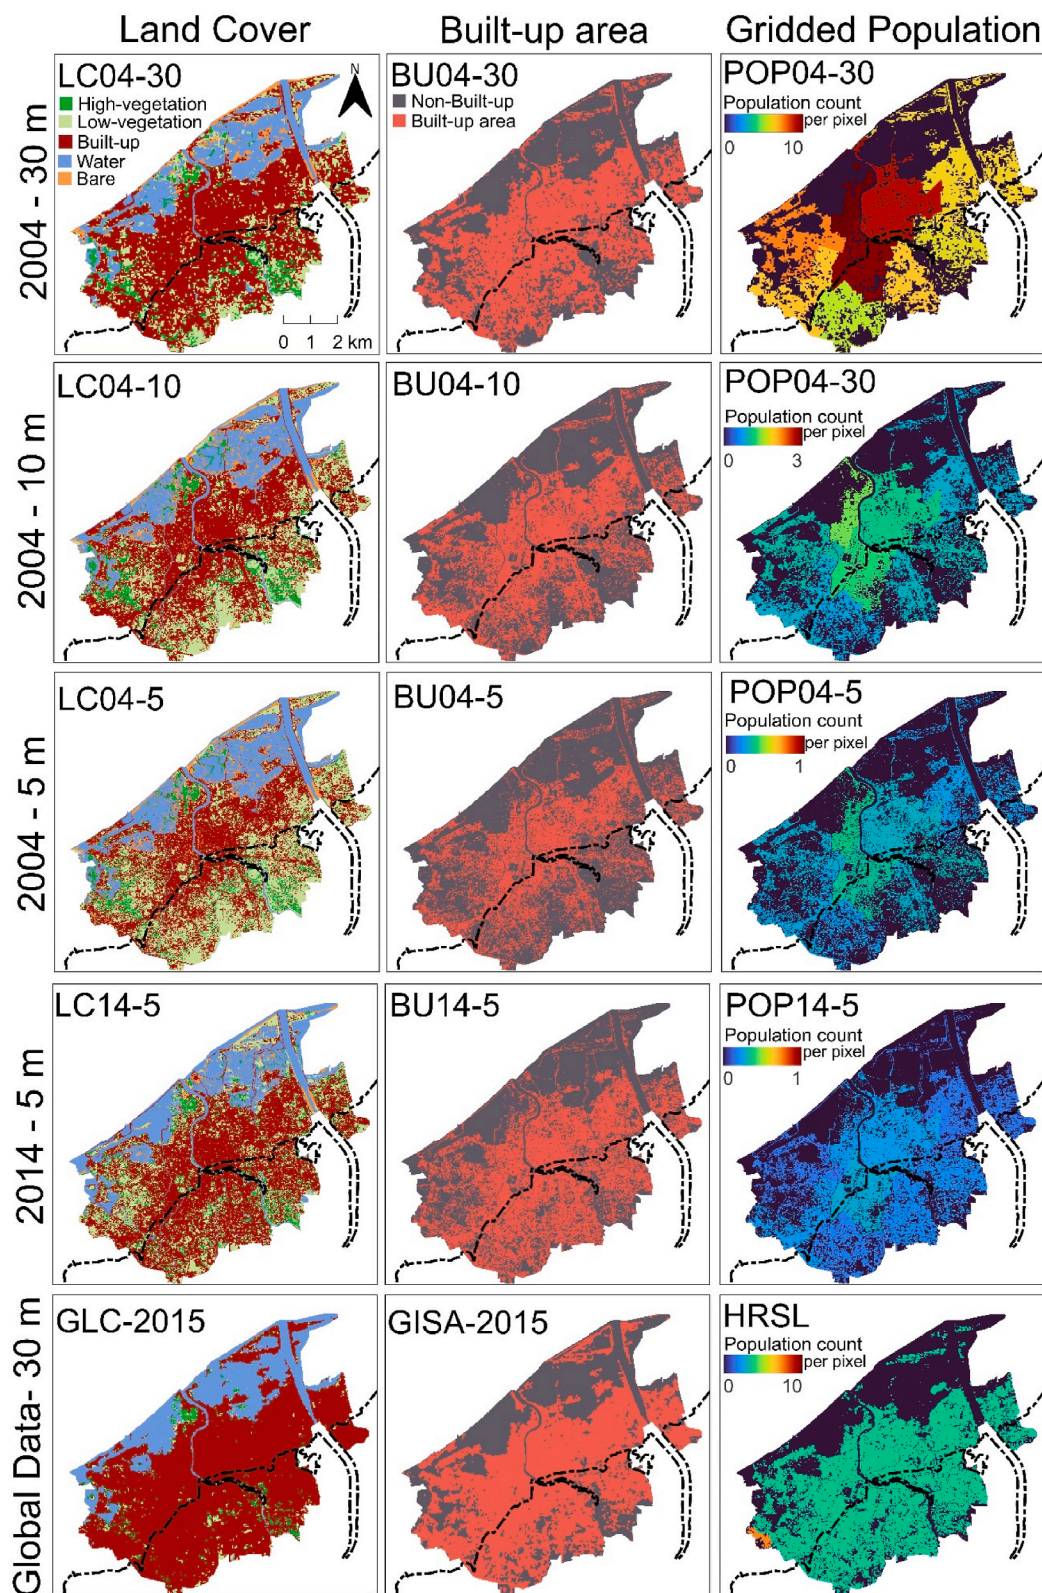 Land Cover
Built-up area
Gridded Population
2004 - 30 m
LC04-30
N
High-vegetation
Low-vegetation
Built-up
Water
Bare
0 1 2 km
BU04-30
Non-Built-up
Built-up area
POP04-30
Population count
per pixel
0 10
2004 - 10 m
LC04-10
BU04-10
POP04-30
Population count
per pixel
0 3
2004 - 5 m
LC04-5
BU04-5
POP04-5
Population count
per pixel
0 1
2014 - 5 m
LC14-5
BU14-5
POP14-5
Population count
per pixel
0 1
Global Data- 30 m
GLC-2015
GISA-2015
HRSL
Population count
per pixel
0 10